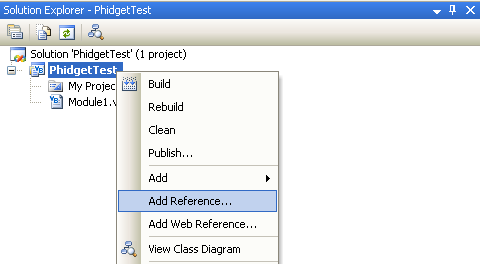 Solution Explorer - PhidgetTest
Solution 'PhidgetTest' (1 project)
PhidgetTest
My Projec
Module1.v
Build
Rebuild
Clean
Publish...
Add
Add Reference...
Add Web Reference...
View Class Diagram